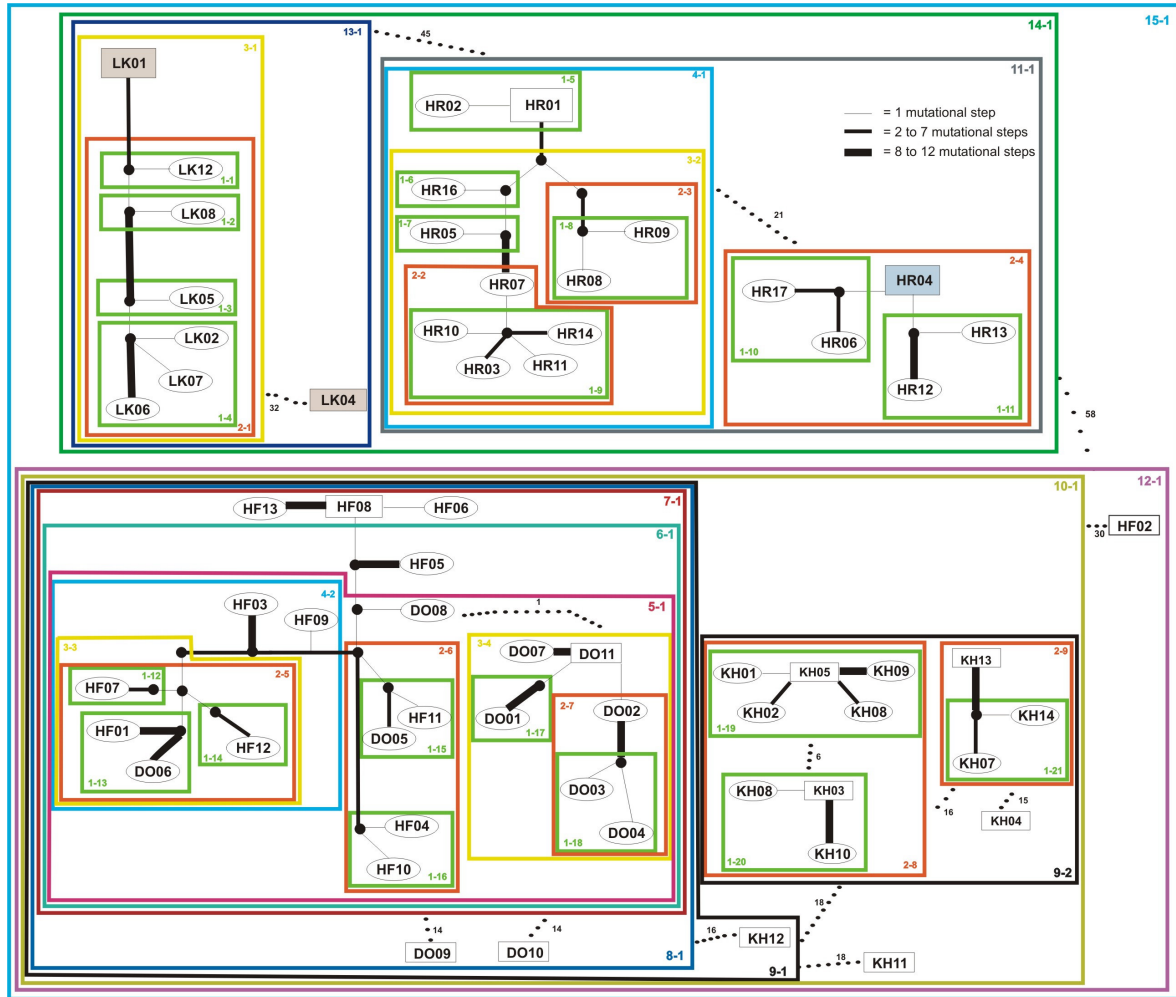 15-1
14-1
13-1
45
3-1
11-1
LK01
4-1
1-5
HR02
HR01
= 1 mutational step
= 2 to 7 mutational steps
= 8 to 12 mutational steps
3-2
LK12
1-1
1-6
HR16
2-3
LK08
1-2
1-7
HR05
1-8
HR09
21
2-4
2-2
HR07
HR08
HR17
HR04
LK05
1-3
HR10
HR14
HR13
LK02
HR03
HR11
HR06
1-10
LK07
HR12
LK06
1-4
1-9
1-11
2-1
32
LK04
58
12-1
10-1
7-1
HF13
HF08
HF06
6-1
HF02
30
HF05
4-2
5-1
HF03
HF09
DO08
1
3-3
2-6
3-4
DO07
DO11
2-9
1-12
2-5
KH01
KH05
KH09
KH13
HF07
HF11
DO01
2-7
DO02
KH02
KH08
KH14
HF01
HF12
DO05
1-15
1-17
1-19
KH07
DO06
1-14
1-21
1-13
6
DO03
KH08
KH03
16
15
KH04
HF04
DO04
HF10
1-18
KH10
1-16
1-20
2-8
9-2
18
14
14
16
KH12
DO09
DO10
8-1
18
KH11
9-1